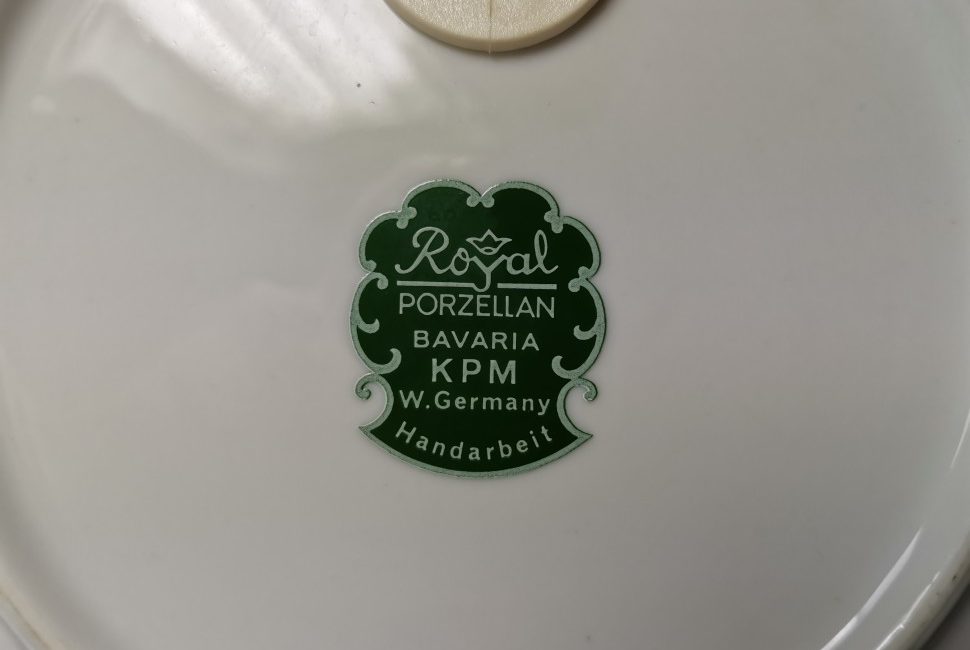 Royal
PORZELLAN
BAVARIA
KPM
W.Germany
Handarbeit